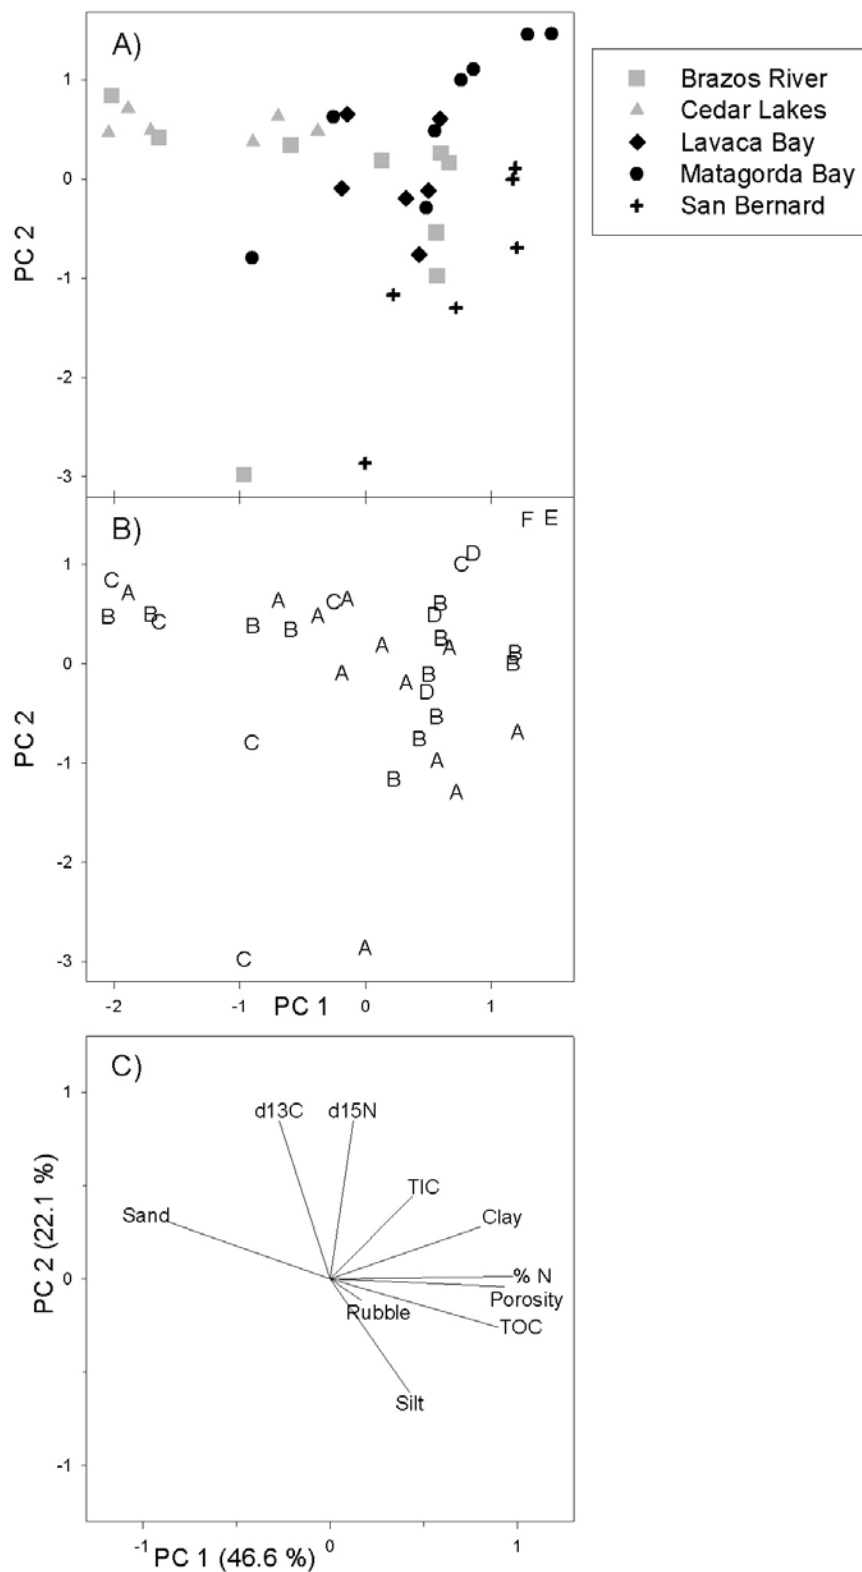 A)
Brazos River
Cedar Lakes
Lavaca Bay
Matagorda Bay
San Bernard
PC 2
1
0
-1
-2
-3
B)
F E
C A B B C
A C A B A B A
C D
D B B A
A A B D
B B
A
B B A
B A
C
C A
PC 2
1
0
-1
-2
-3
-2 -1 0 1
PC 1
C)
d13C d15N
TIC
Sand
Clay
% N
Porosity
Rubble
TOC
Silt
PC 2 (22.1 %)
1
0
-1
-1 0 1
PC 1 (46.6 %)